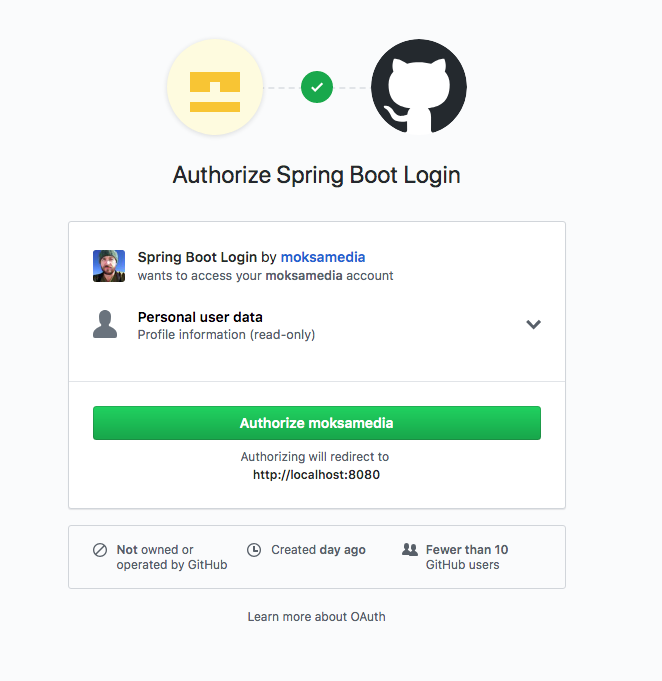 Authorize Spring Boot Login
Spring Boot Login by moksamedia
wants to access your moksamedia account
Personal user data
Profile information (read-only)
Authorize moksamedia
Authorizing will redirect to
http://localhost:8080
Not owned or
operated by GitHub
Created day ago
Fewer than 10
GitHub users
Learn more about OAuth